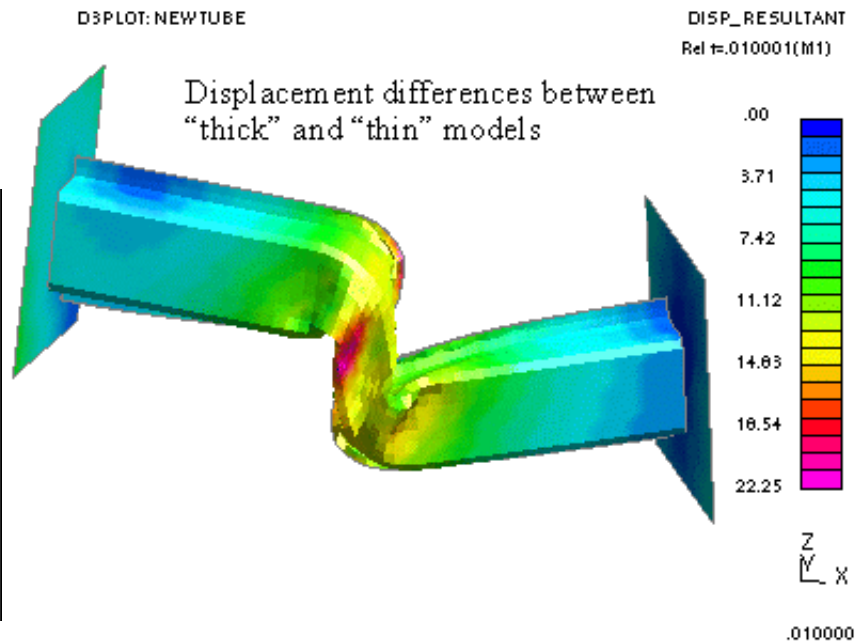 D3PLOT: NEWTUBE
DISP_RESULTANT
Rel t=.010001(M1)
Displacement differences between
“thick” and “thin” models
.00
3.71
7.42
11.12
14.83
18.54
22.25
Z
Y
X
.010000